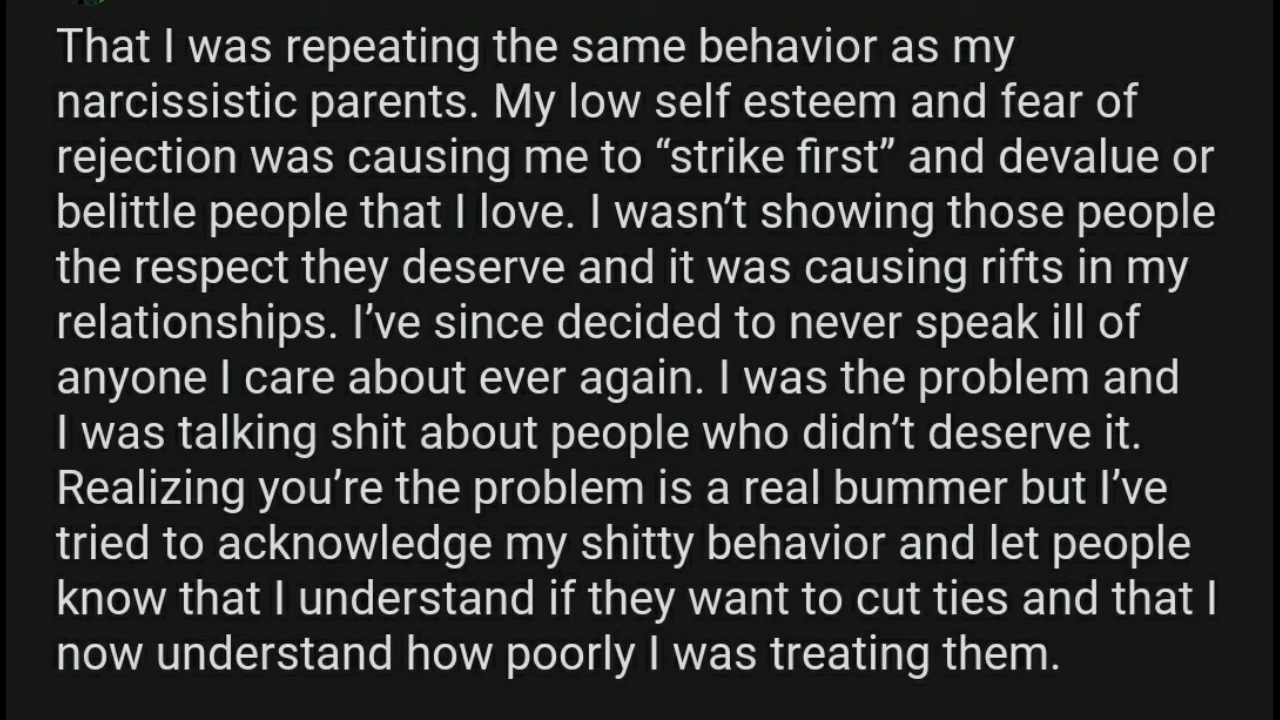 That I was repeating the same behavior as my
narcissistic parents. My low self esteem and fear of
rejection was causing me to “strike first” and devalue or
belittle people that I love. I wasn’t showing those people
the respect they deserve and it was causing rifts in my
relationships. I’ve since decided to never speak ill of
anyone I care about ever again. I was the problem and
I was talking shit about people who didn’t deserve it.
Realizing you’re the problem is a real bummer but I’ve
tried to acknowledge my shitty behavior and let people
know that I understand if they want to cut ties and that I
now understand how poorly I was treating them.